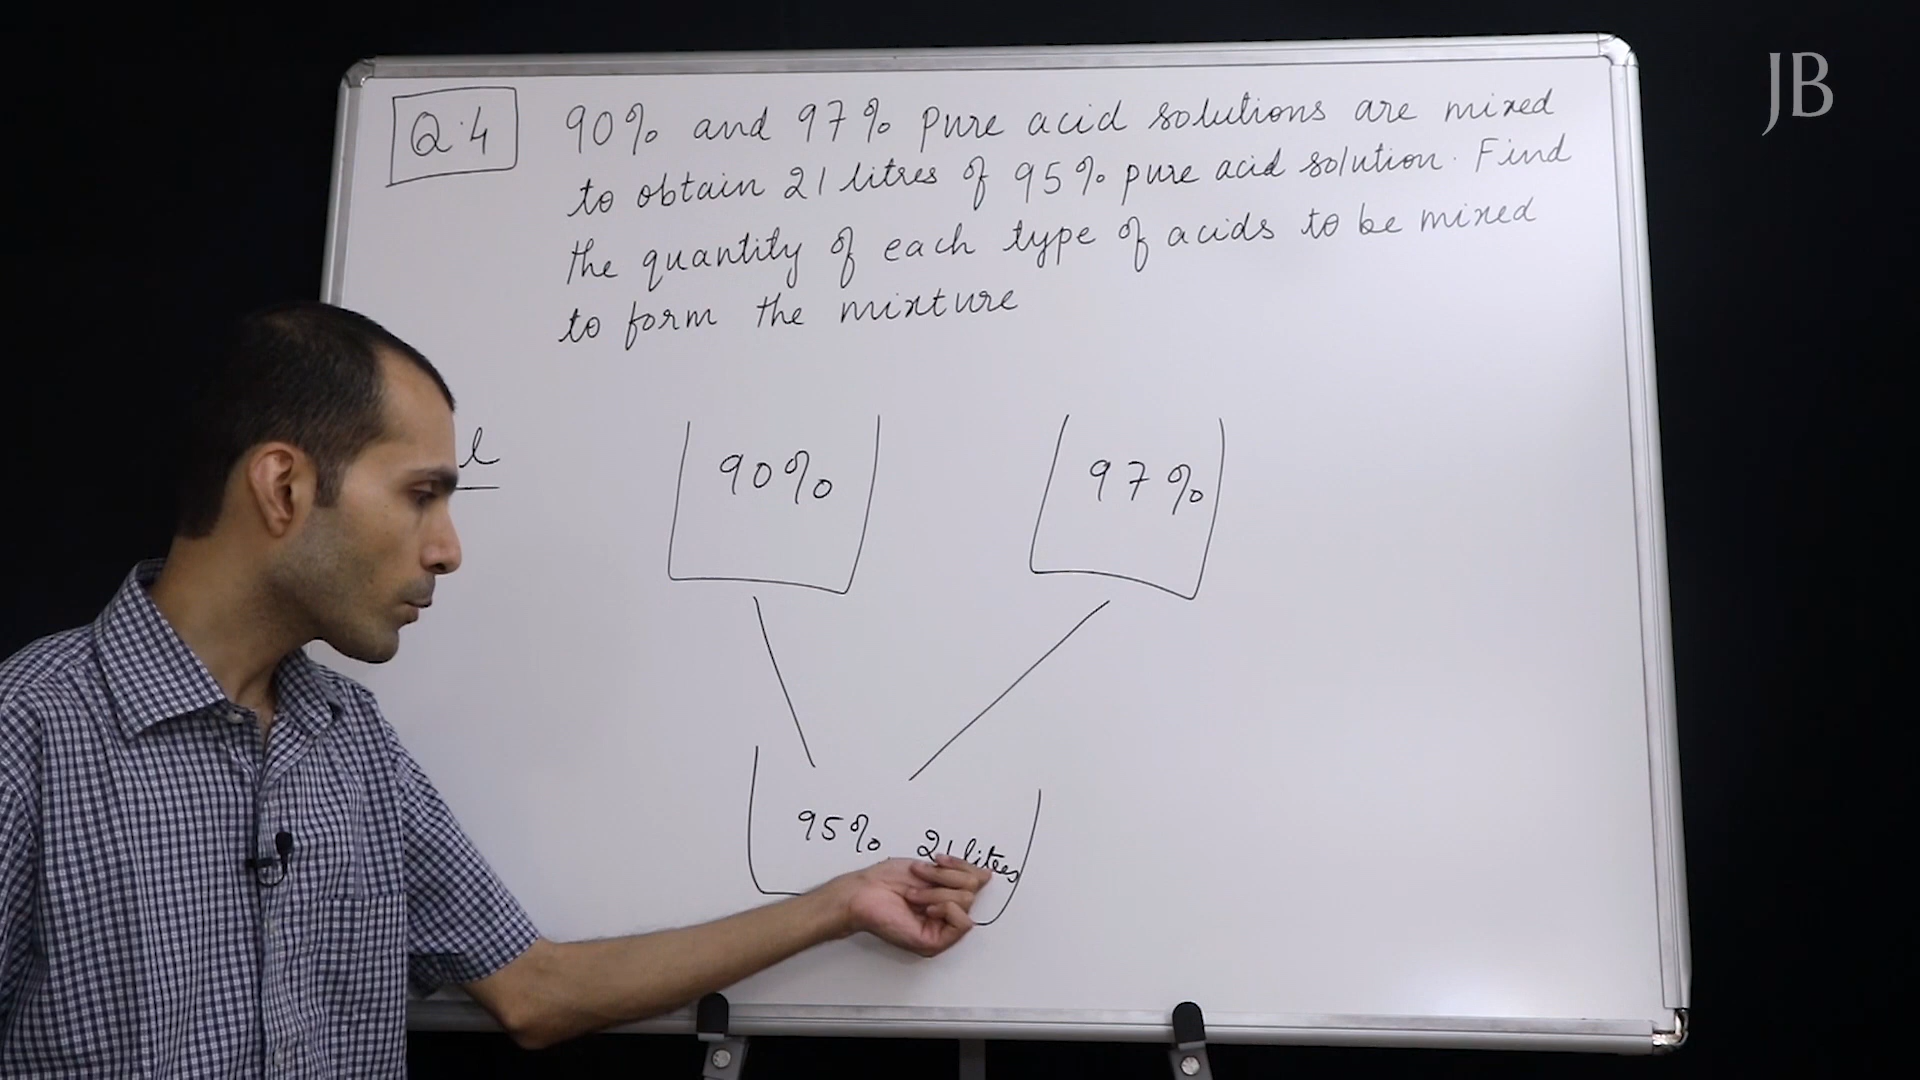 JB
Q.4 90% and 97% pure acid solutions are mixed
to obtain 21 litres of 95% pure acid solution. Find
the quantity of each type of acids to be mixed
to form the mixture
90%
97%
95% 21 litres